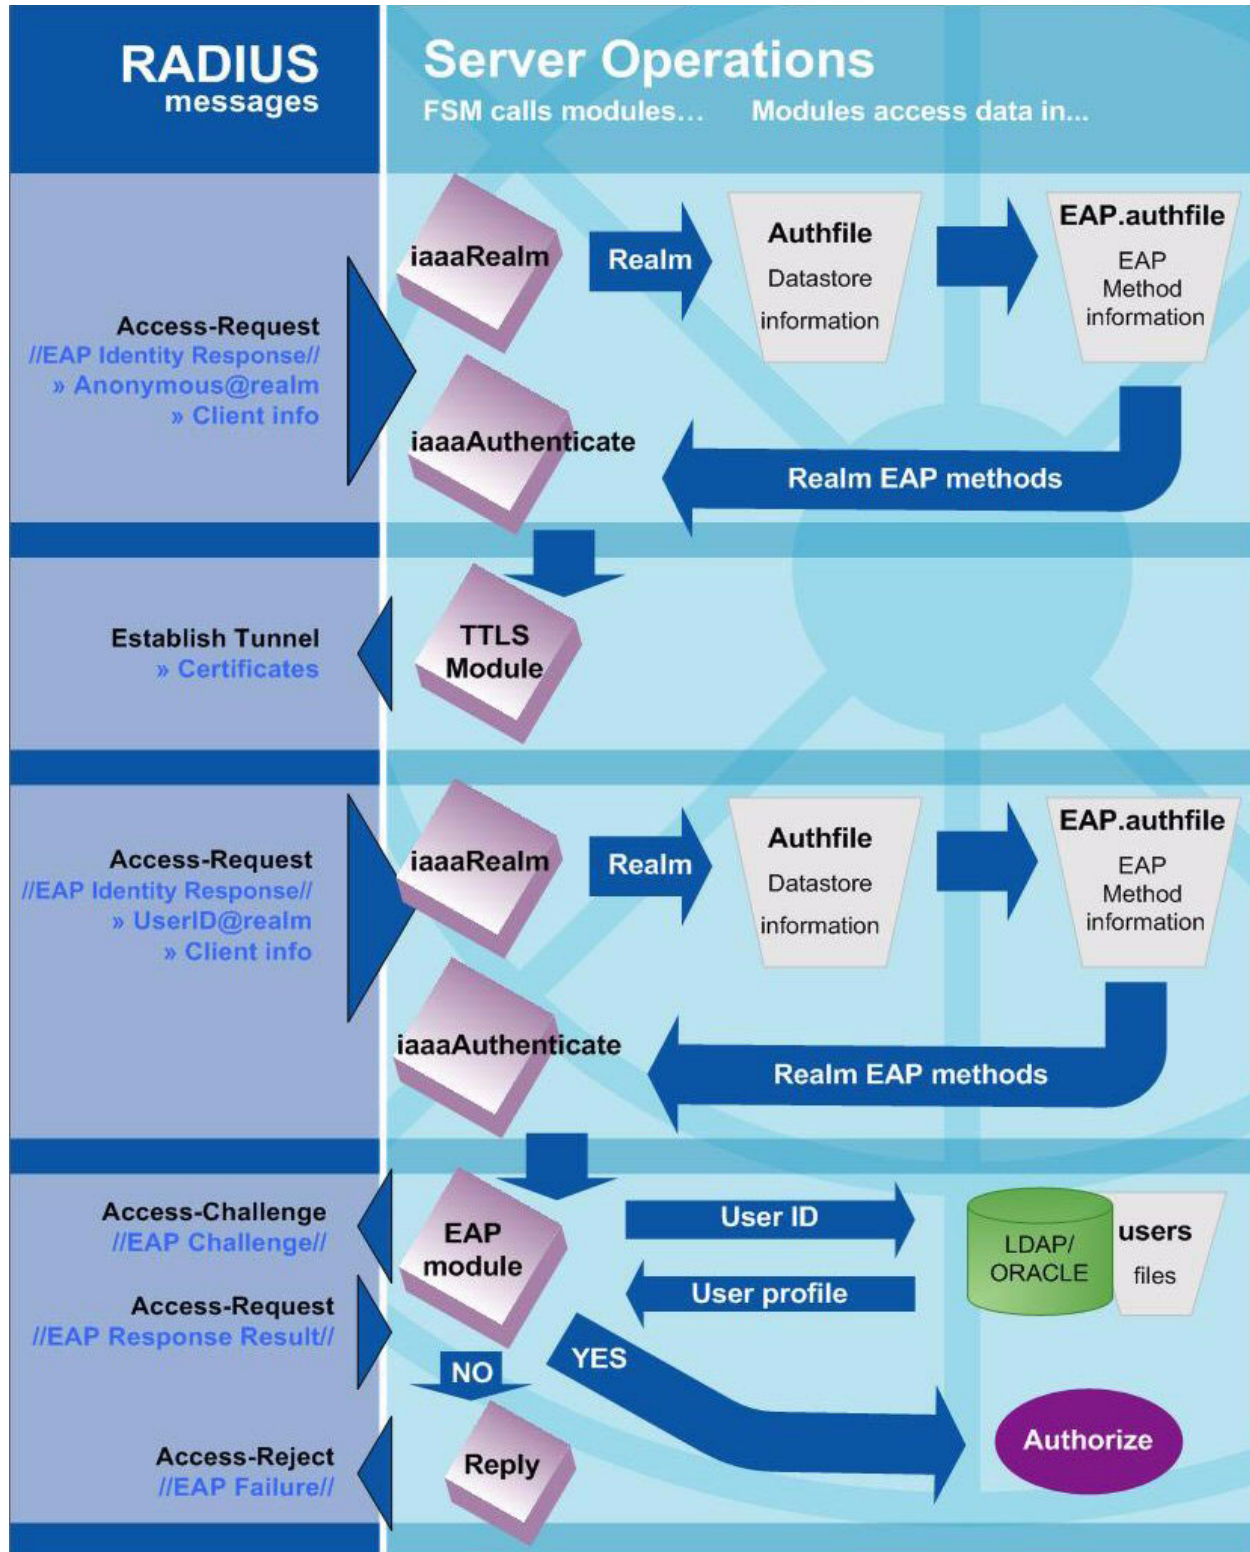 RADIUS
messages
Server Operations
FSM calls modules…
Modules access data in...
Access-Request
//EAP Identity Response//
» Anonymous@realm
» Client info
iaaaRealm
Realm
Authfile
Datastore
information
EAP.authfile
EAP
Method
information
iaaaAuthenticate
Realm EAP methods
Establish Tunnel
» Certificates
TTLS
Module
Access-Request
//EAP Identity Response//
» UserID@realm
» Client info
iaaaRealm
Realm
Authfile
Datastore
information
EAP.authfile
EAP
Method
information
iaaaAuthenticate
Realm EAP methods
Access-Challenge
//EAP Challenge//
Access-Request
//EAP Response Result//
EAP
module
User ID
User profile
LDAP/
ORACLE
users
files
NO
YES
Access-Reject
//EAP Failure//
Reply
Authorize